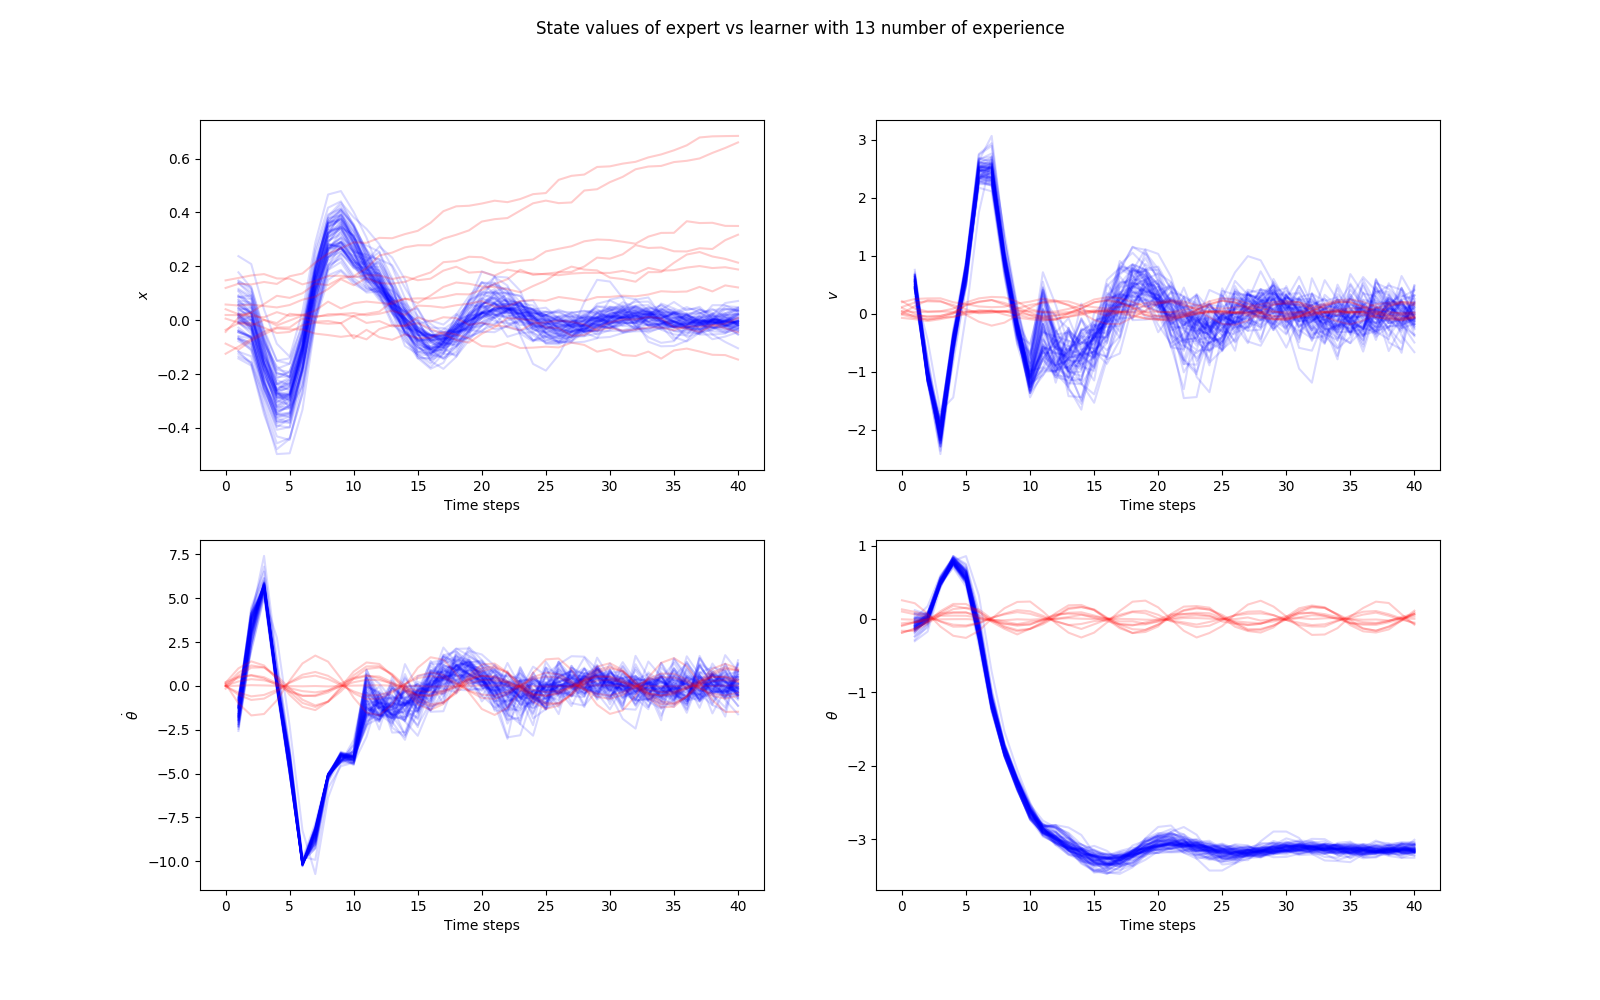 State values of expert vs learner with 13 number of experience
0.6
0.4
0.2
0.0
−0.2
−0.4
x
0 5 10 15 20 25 30 35 40
Time steps
3
2
1
0
−1
−2
v
0 5 10 15 20 25 30 35 40
Time steps
7.5
5.0
2.5
0.0
−2.5
−5.0
−7.5
−10.0
θ̇
0 5 10 15 20 25 30 35 40
Time steps
1
0
−1
−2
−3
θ
0 5 10 15 20 25 30 35 40
Time steps